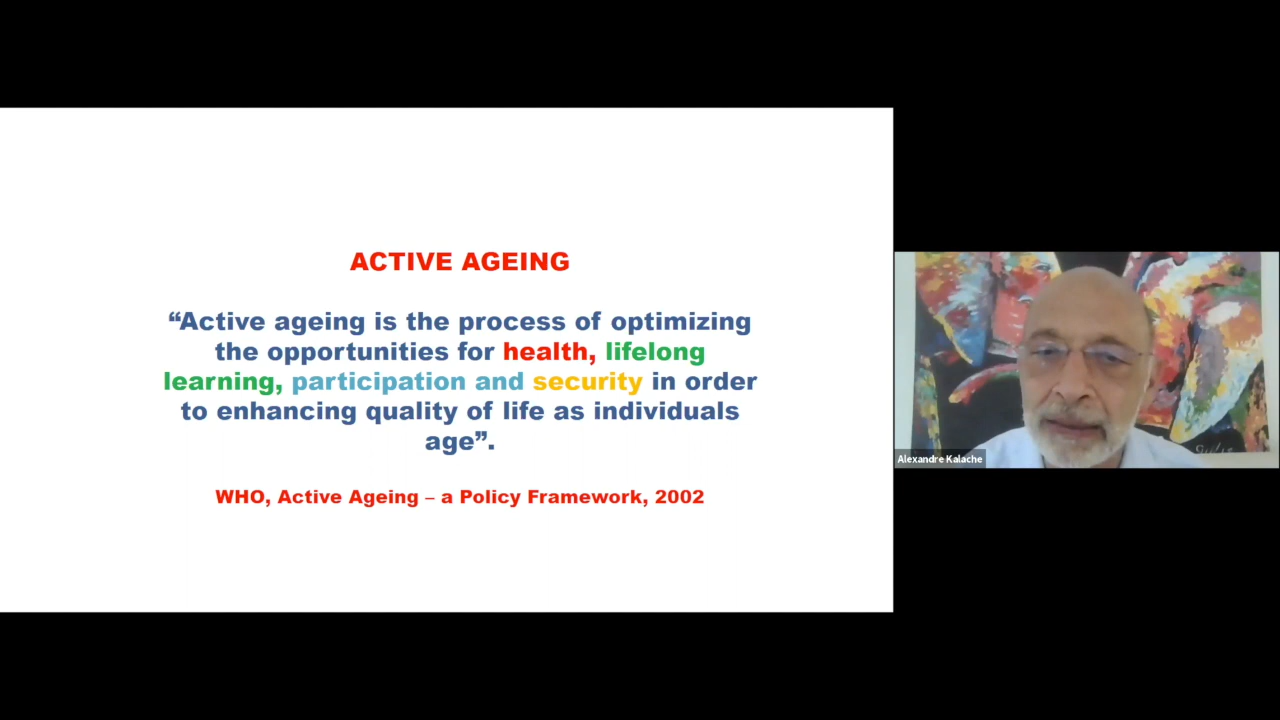 ACTIVE AGEING
“Active ageing is the process of optimizing
the opportunities for health, lifelong
learning, participation and security in order
to enhancing quality of life as individuals
age”.
WHO, Active Ageing – a Policy Framework, 2002
Alexandre Kalache